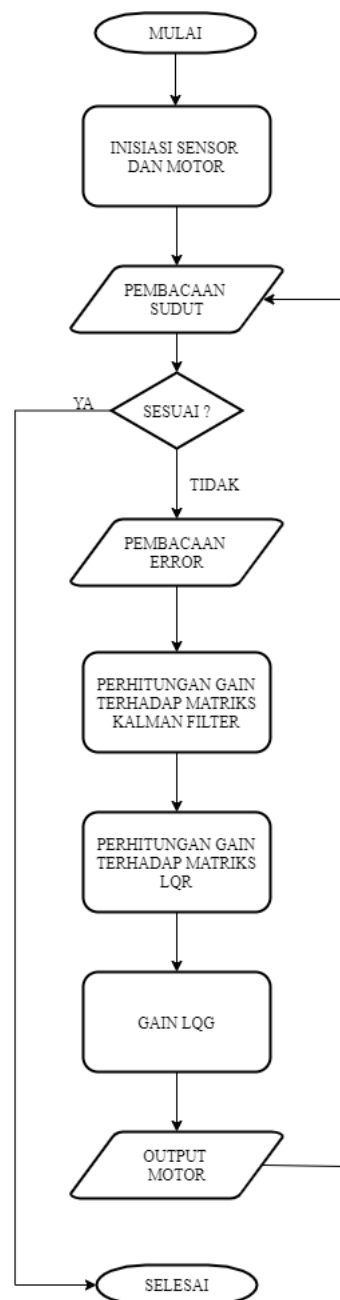 MULAI
INISIASI SENSOR
DAN MOTOR
PEMBACAAN
SUDUT
YA
SESUAI ?
TIDAK
PEMBACAAN
ERROR
PERHITUNGAN GAIN
TERHADAP MATRIKS
KALMAN FILTER
PERHITUNGAN GAIN
TERHADAP MATRIKS
LQR
GAIN LQG
OUTPUT
MOTOR
SELESAI